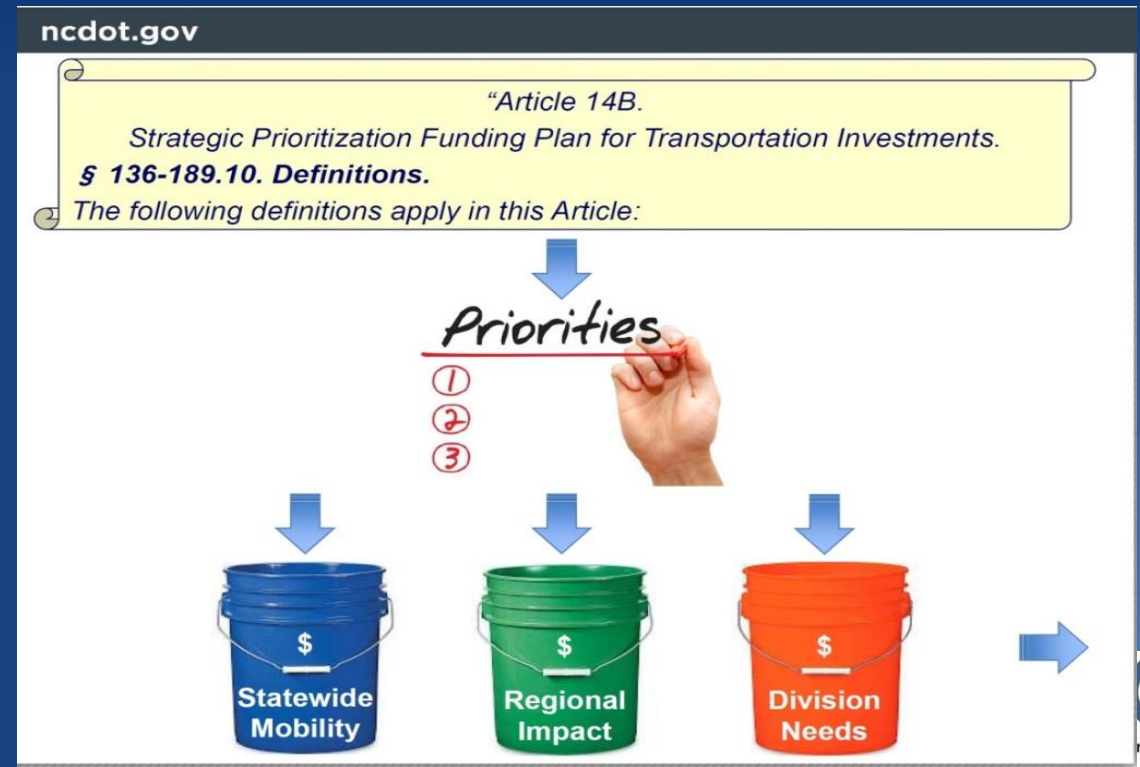 ncdot.gov
“Article 14B.
Strategic Prioritization Funding Plan for Transportation Investments.
§ 136-189.10. Definitions.
The following definitions apply in this Article:
Priorities
1
2
3
$
Statewide
Mobility
$
Regional
Impact
$
Division
Needs